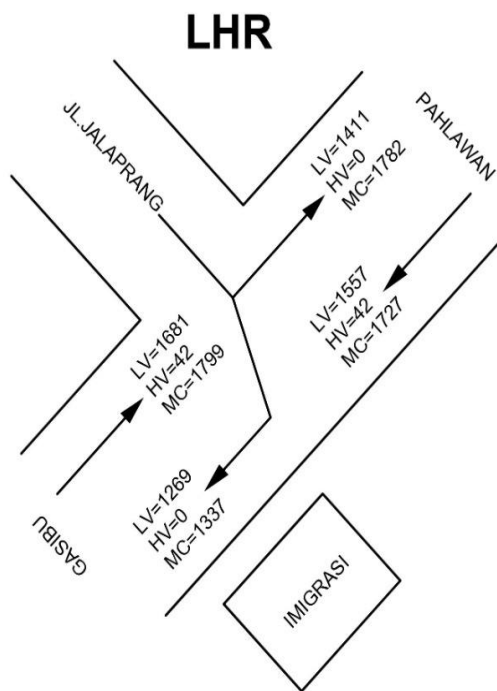 LHR
JL.JALAPRANG
PAHLAWAN
LV=1411
HV=0
MC=1782
LV=1557
HV=42
MC=1727
LV=1681
HV=42
MC=1799
LV=1269
HV=0
MC=1337
GASIBU
IMIGRASI